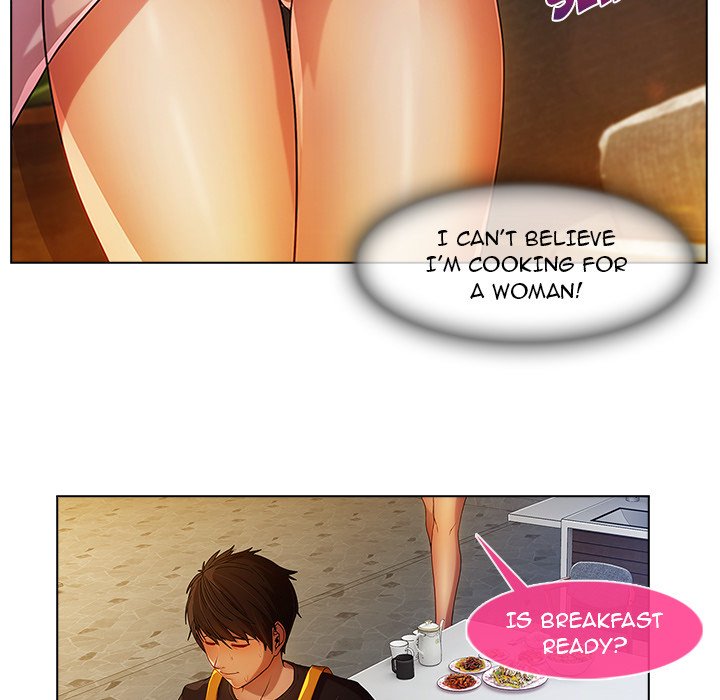 I CAN'T BELIEVE
I'M COOKING FOR
A WOMAN!
IS BREAKFAST
READY?